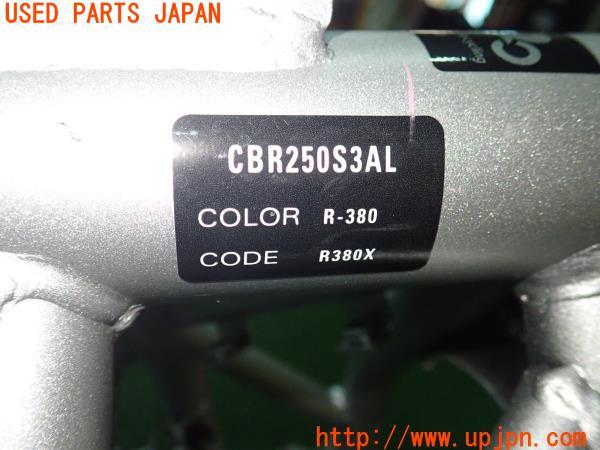 USED PARTS JAPAN
CBR250S3AL
COLOR R-380
CODE R380X
http://www.upjpn.com